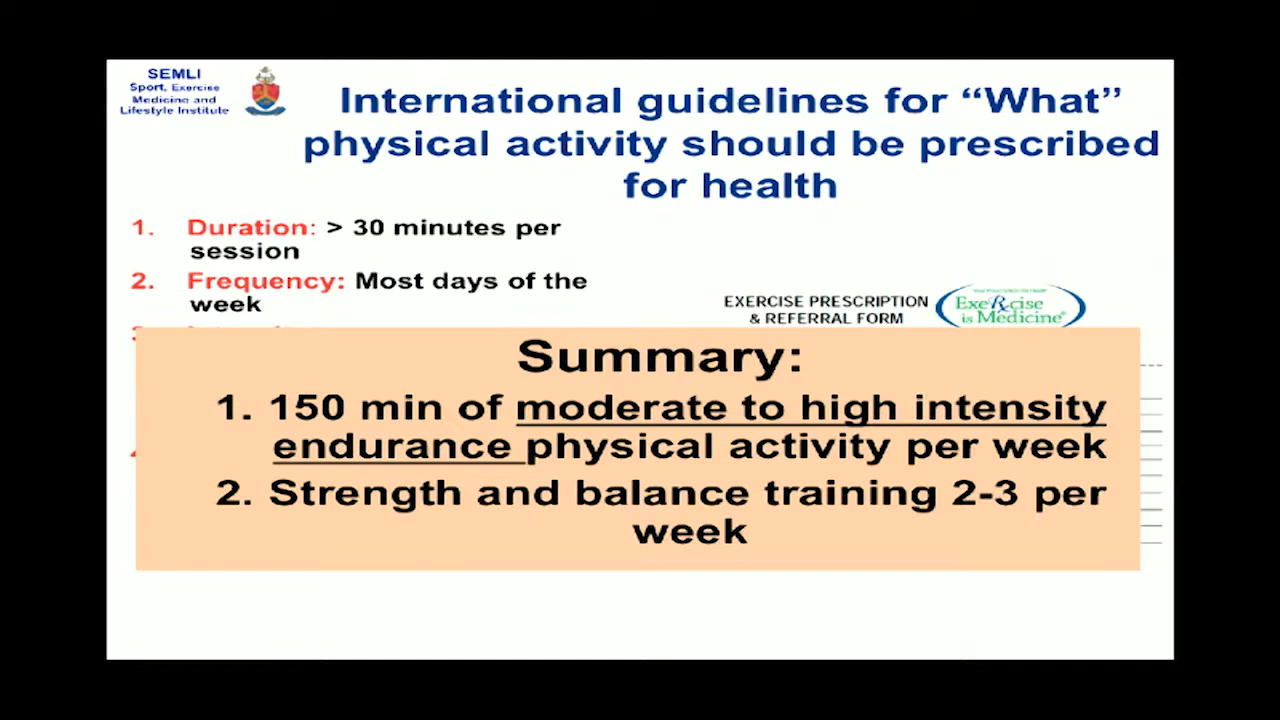 SEMLI
Sport, Exercise
Medicine and
Lifestyle Institute
International guidelines for “What”
physical activity should be prescribed
for health
1. Duration: > 30 minutes per
session
2. Frequency: Most days of the
week
EXERCISE PRESCRIPTION
& REFERRAL FORM
ExeRcise
is Medicine®
Summary:
1. 150 min of moderate to high intensity
endurance physical activity per week
2. Strength and balance training 2-3 per
week